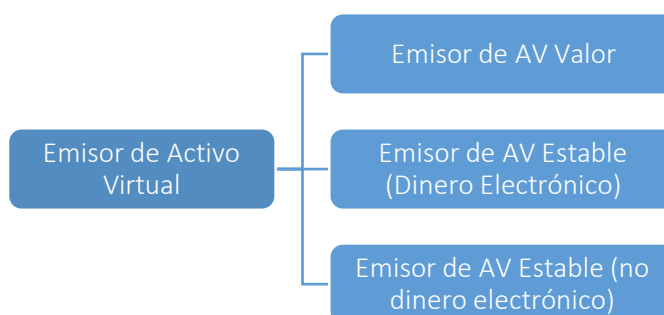 Emisor de AV Valor
Emisor de Activo
Virtual
Emisor de AV Estable
(Dinero Electrónico)
Emisor de AV Estable (no
dinero electrónico)